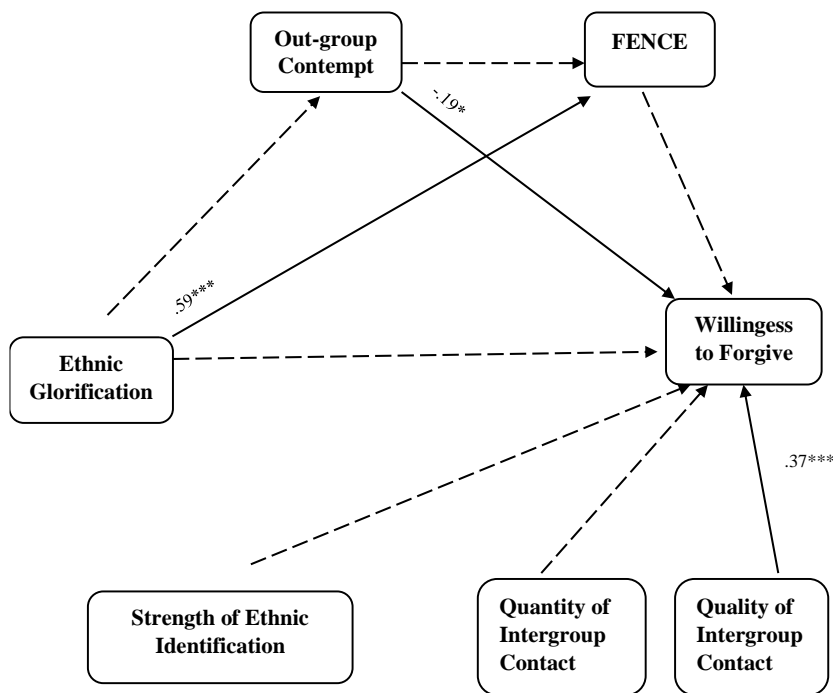 Out-group
Contempt
FENCE
-.19*
.59***
Willingess
to Forgive
Ethnic
Glorification
.37***
Strength of Ethnic
Identification
Quantity of
Intergroup
Contact
Quality of
Intergroup
Contact